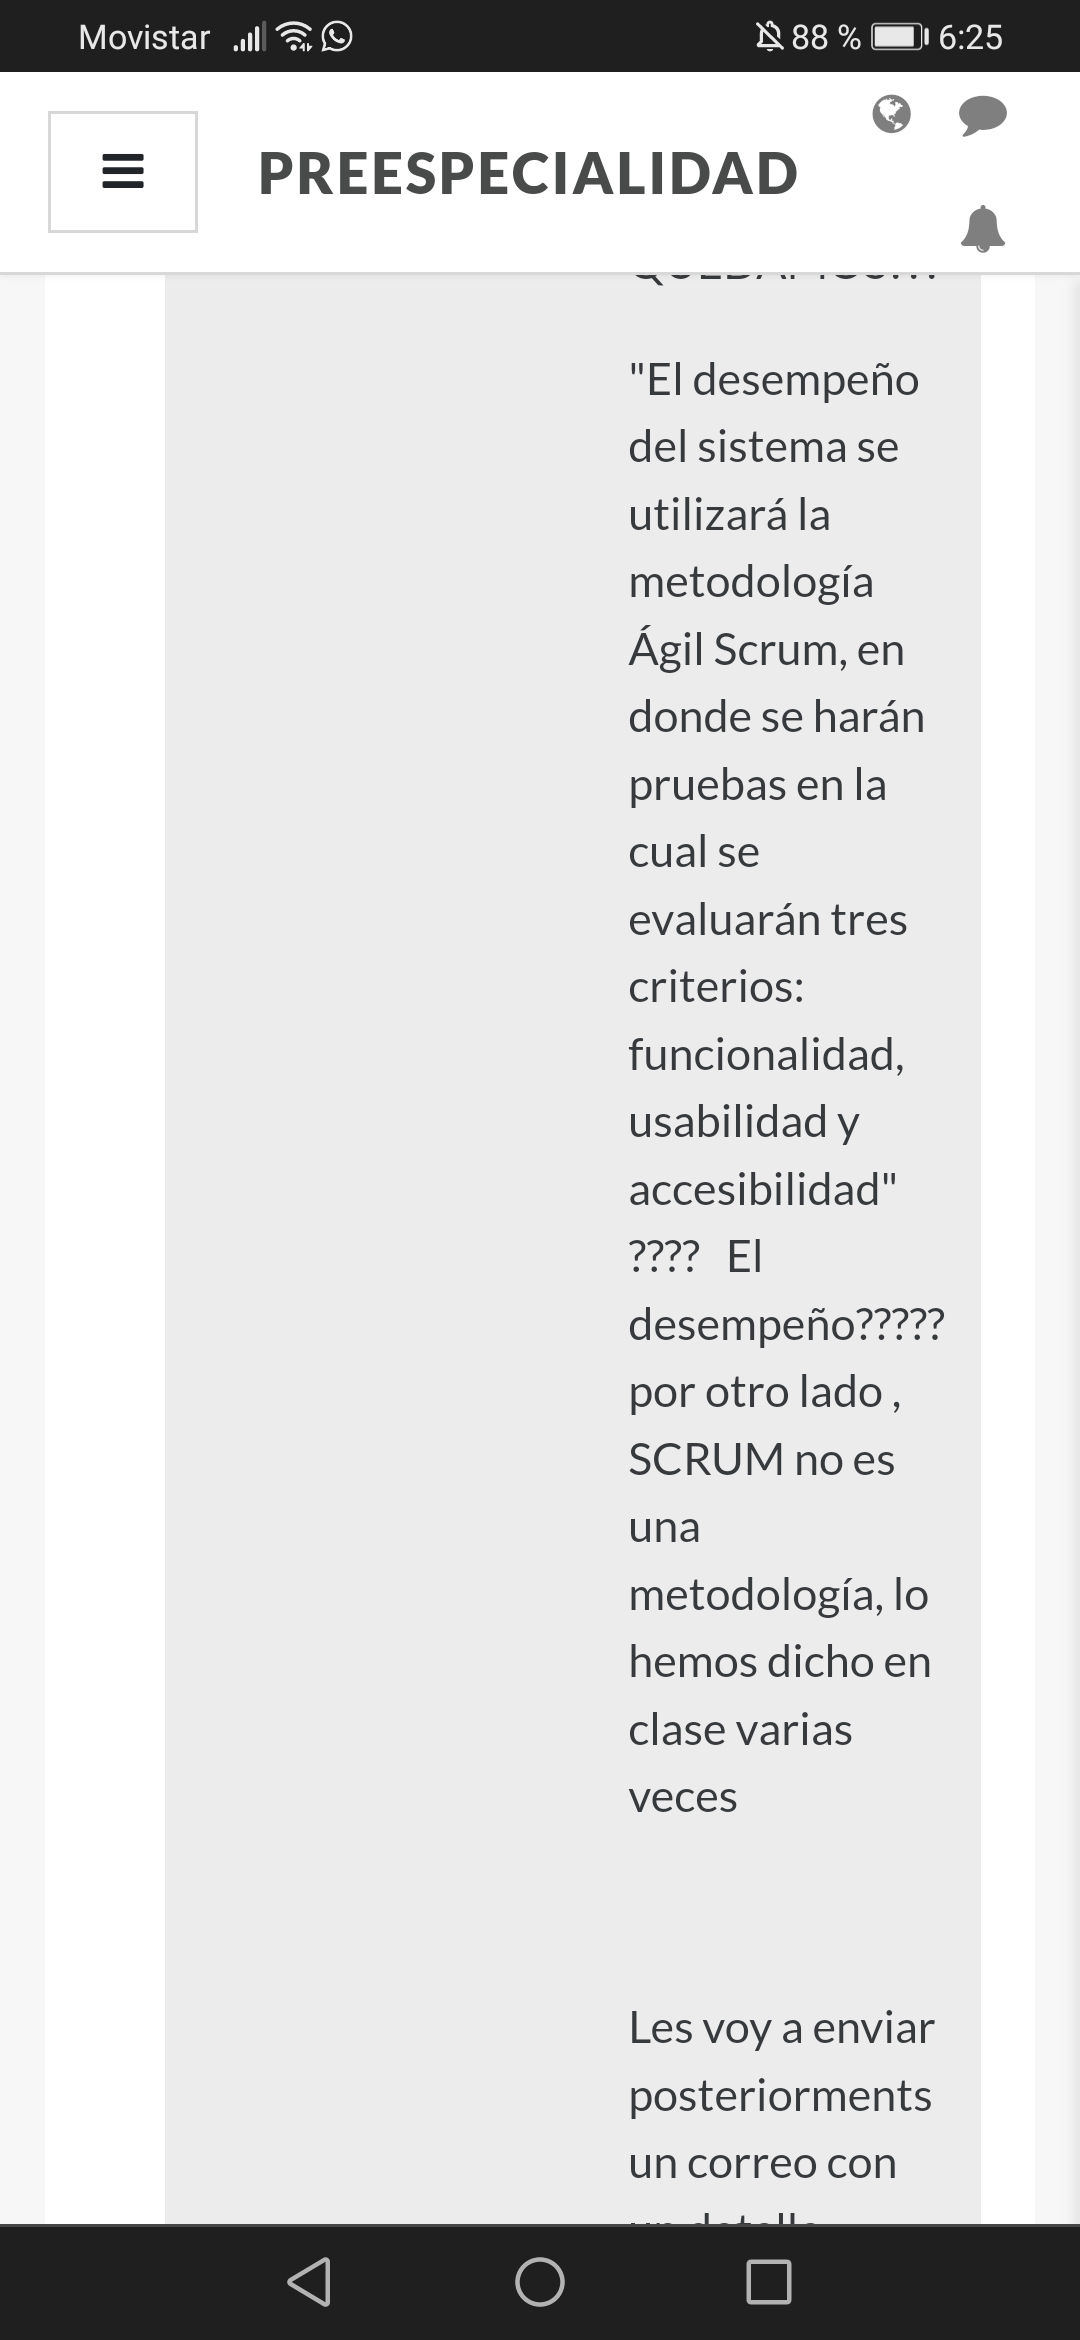 Movistar 88 % 6:25
PREESPECIALIDAD
"El desempeño
del sistema se
utilizará la
metodología
Ágil Scrum, en
donde se harán
pruebas en la
cual se
evaluarán tres
criterios:
funcionalidad,
usabilidad y
accesibilidad"
???? El
desempeño?????
por otro lado ,
SCRUM no es
una
metodología, lo
hemos dicho en
clase varias
veces
Les voy a enviar
posteriorments
un correo con